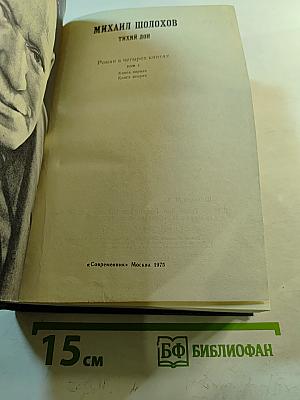 МИХАИЛ ШОЛОХОВ
ТИХИЙ ДОН
Роман в четырех книгах
том 1
Книга первая
Книга вторая
«Современник» Москва 1975
15 см
БФ БИБЛИОФАН